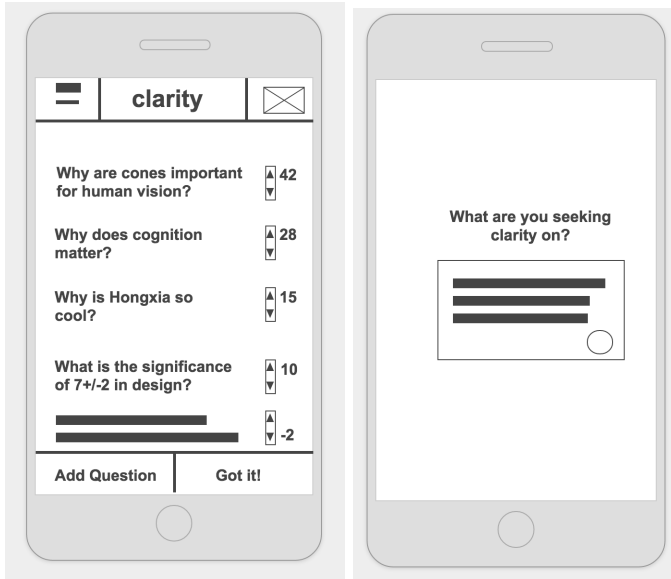 clarity
Why are cones important
for human vision?
42
Why does cognition
matter?
28
Why is Hongxia so
cool?
15
What is the significance
of 7+/-2 in design?
10
-2
Add Question
Got it!
What are you seeking
clarity on?